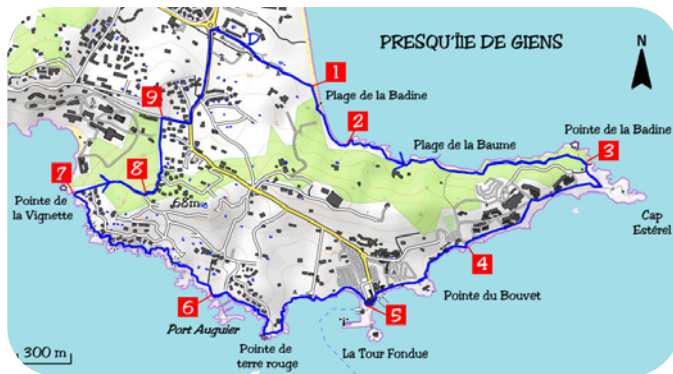 PRESQU'ÎLE DE GIENS
N
D
1
Plage de la Badine
2
Plage de la Baume
Pointe de la Badine
3
9
7
8
Pointe de
la Vignette
68m
Cap
Estérel
4
Pointe du Bouvet
6
5
Port Auguier
Pointe de
terre rouge
La Tour Fondue
300 m